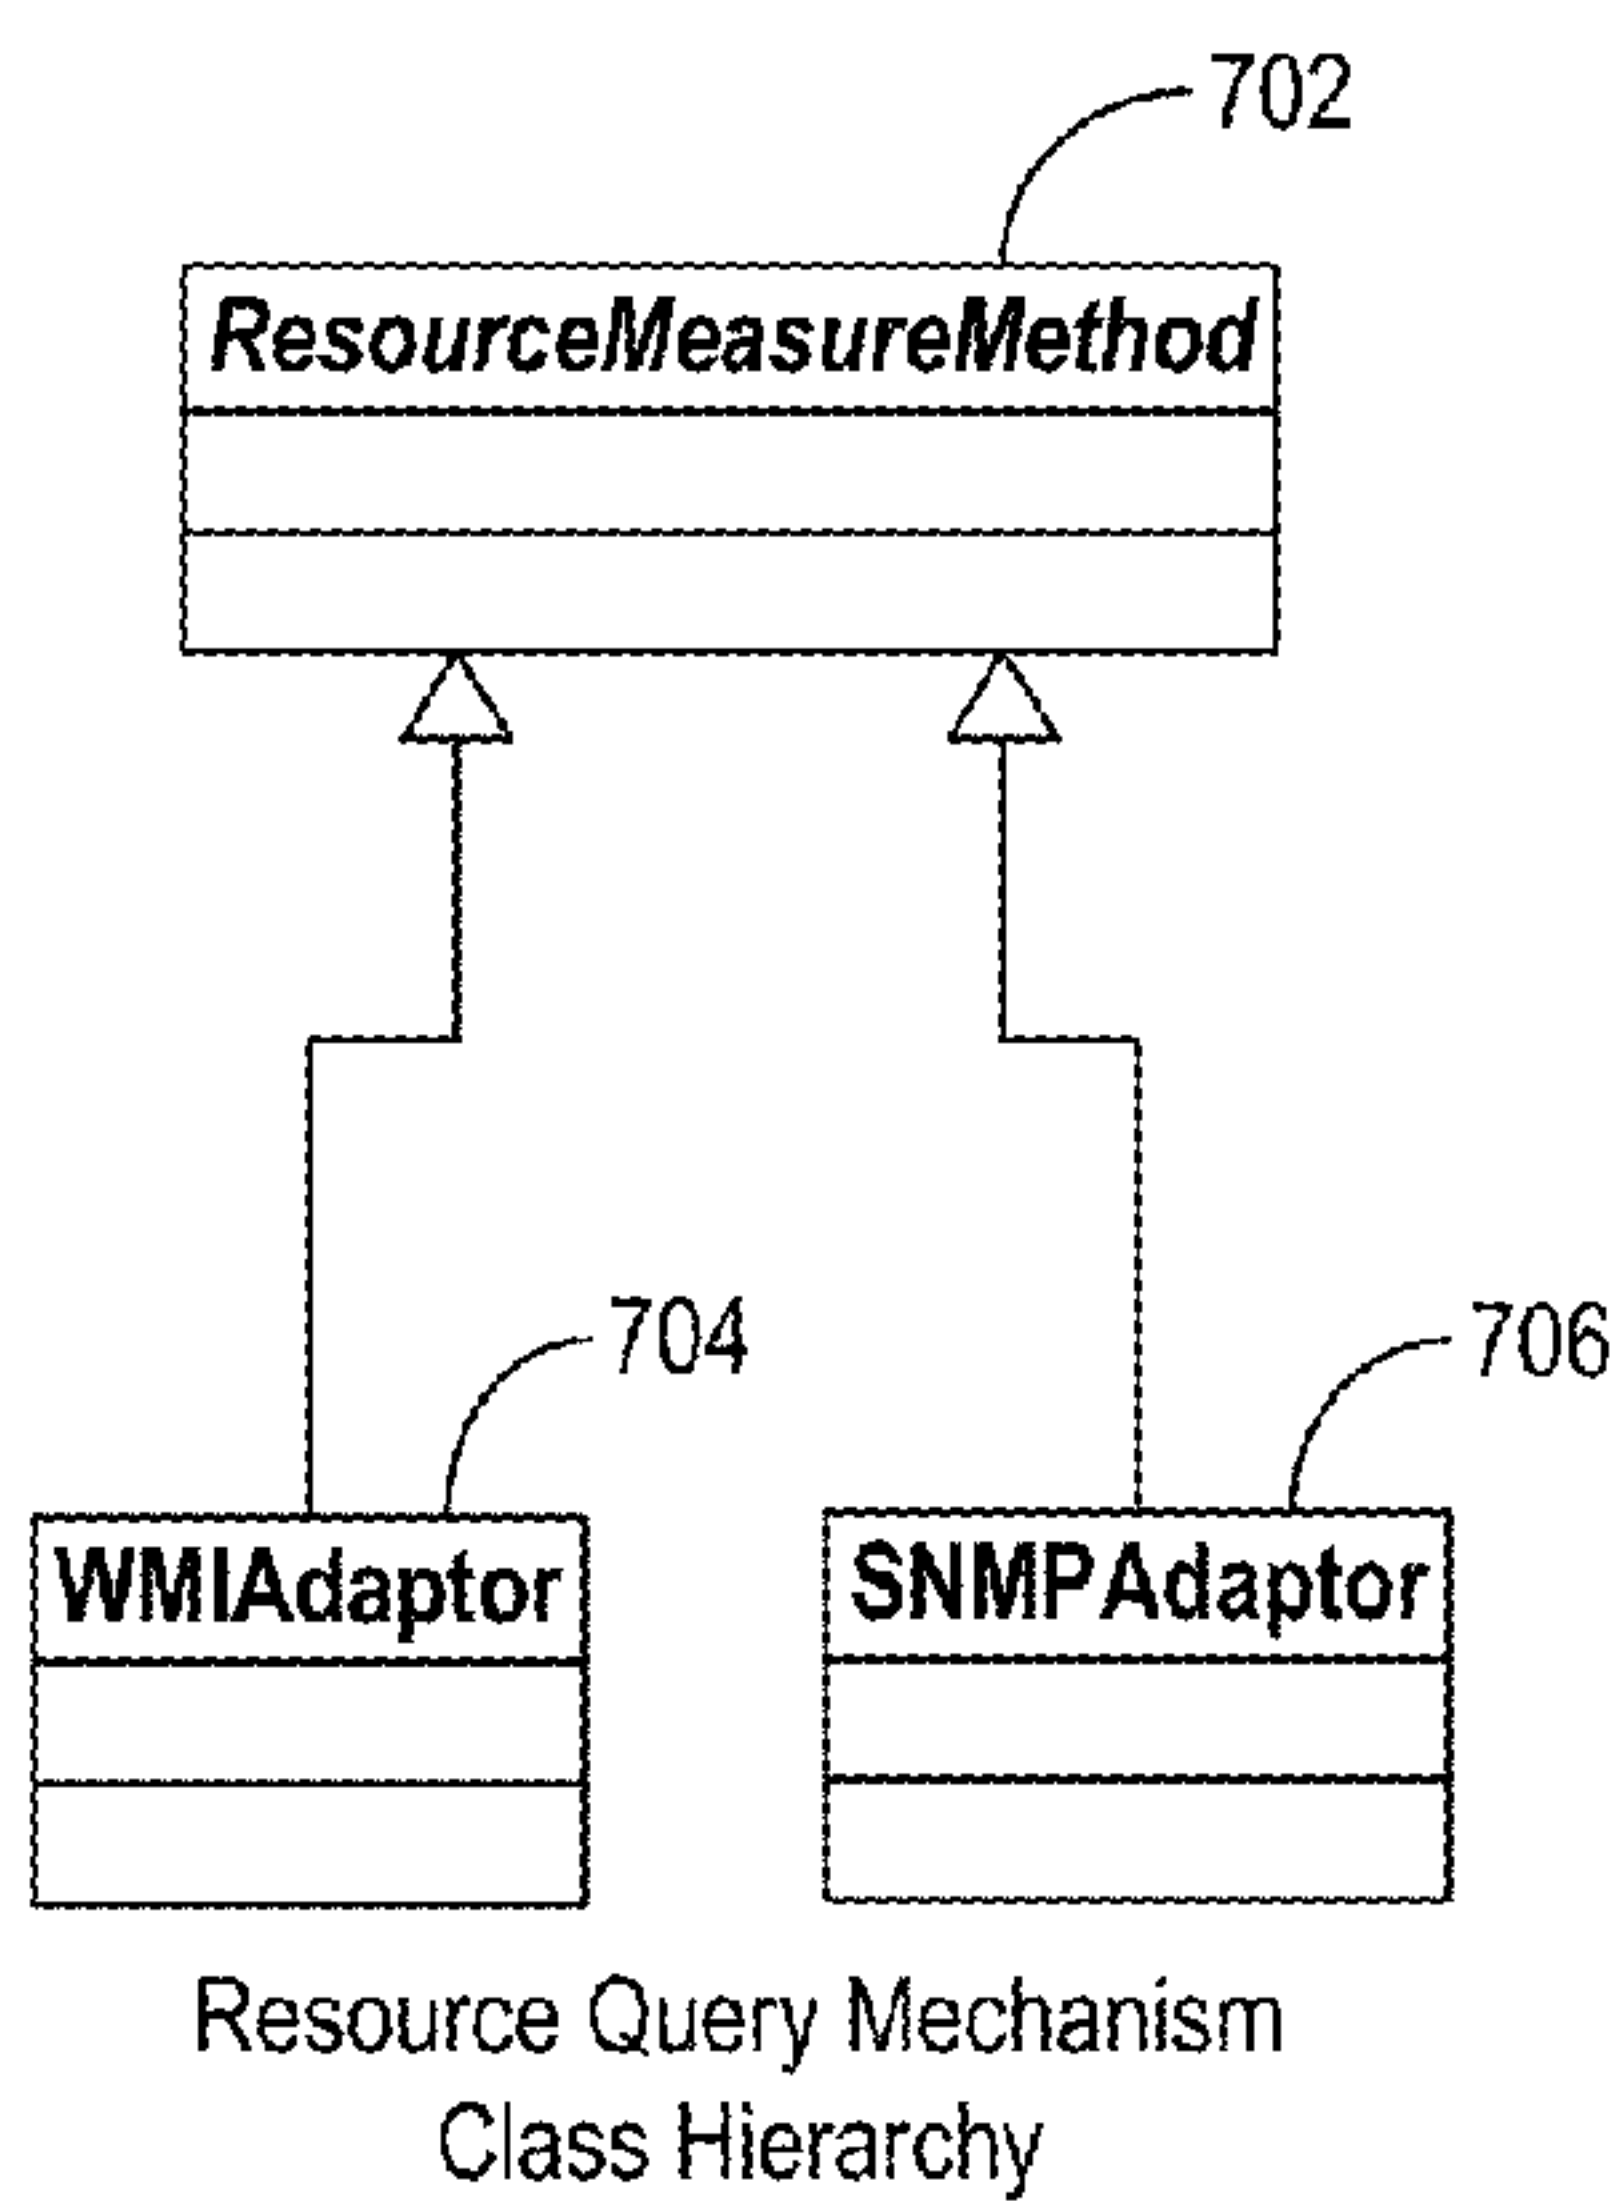 702
ResourceMeasureMethod
704
706
WMIAdaptor
SNMPAdaptor
Resource Query Mechanism
Class Hierarchy